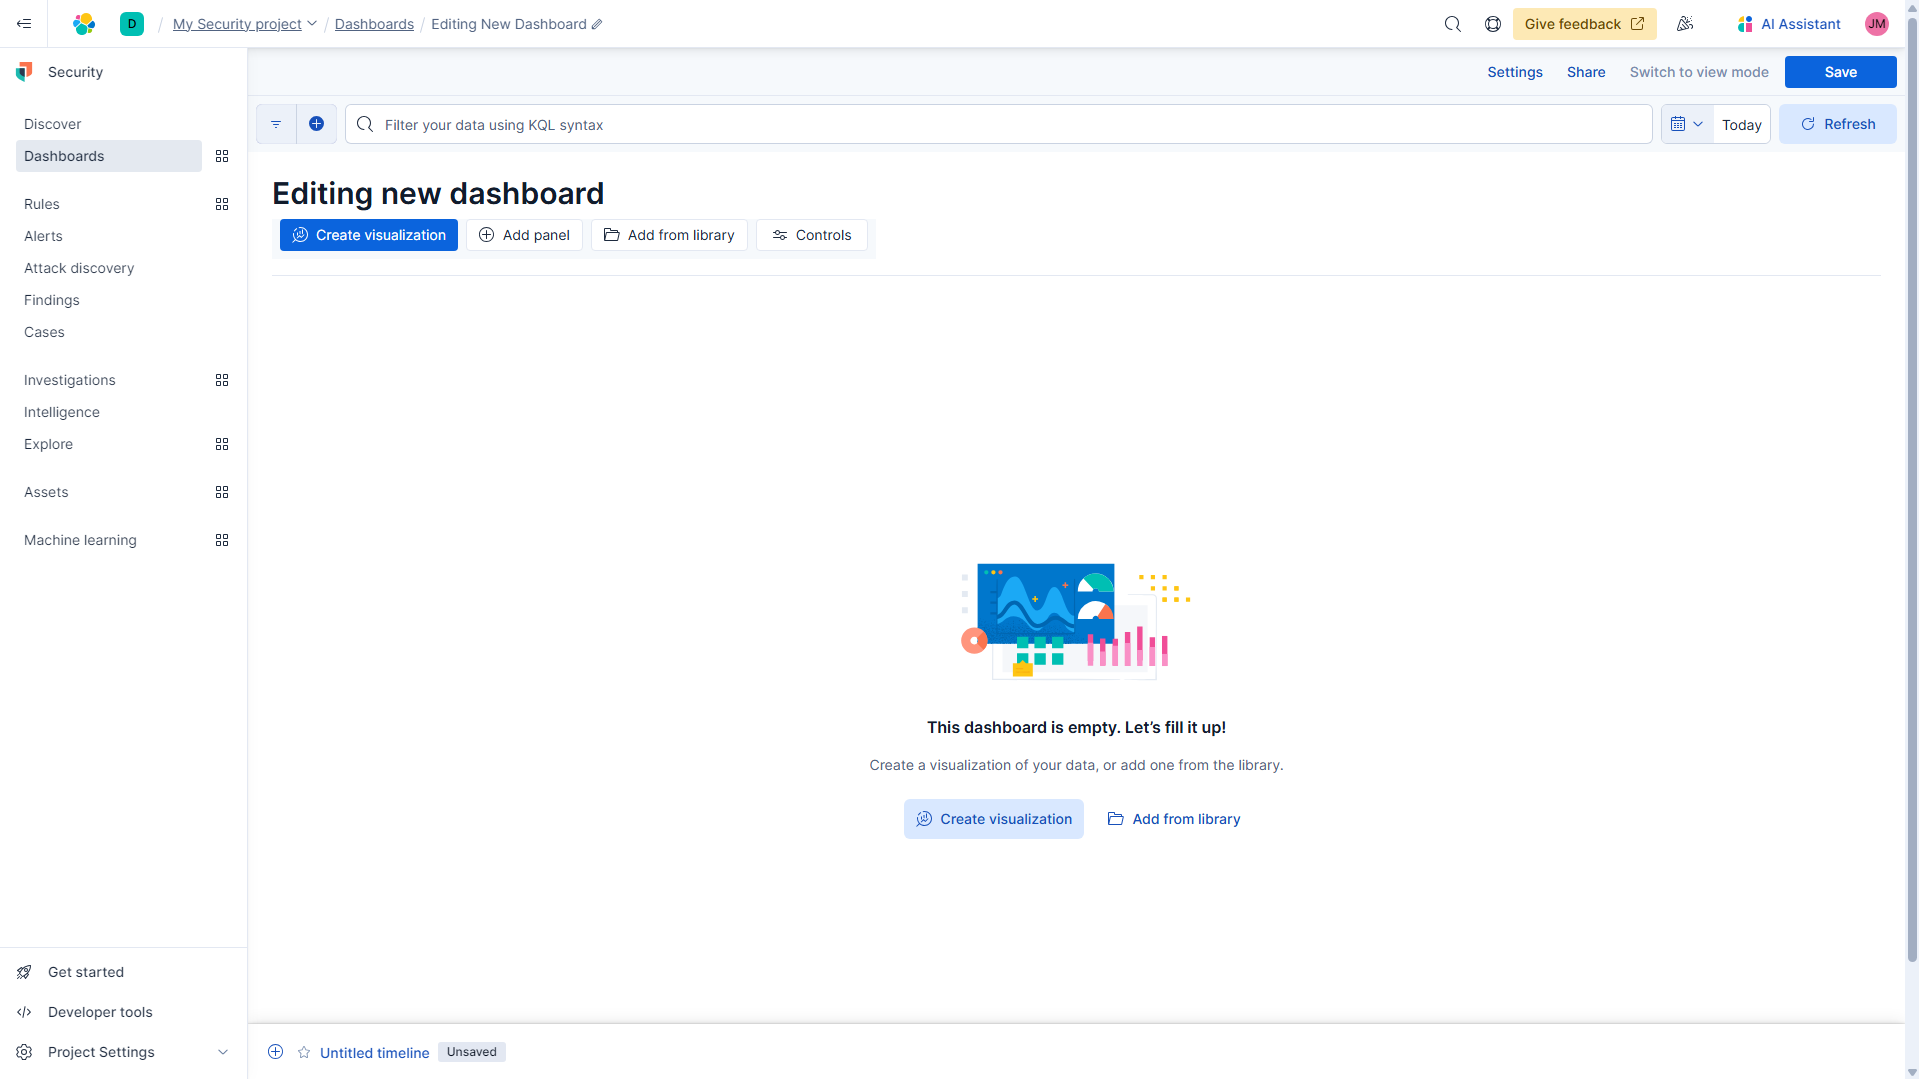 D / My Security project / Dashboards / Editing New Dashboard
Give feedback
AI Assistant
JM
Security
Settings
Share
Switch to view mode
Save
Discover
Dashboards
Rules
Alerts
Attack discovery
Findings
Cases
Investigations
Intelligence
Explore
Assets
Machine learning
Get started
Developer tools
Project Settings
Filter your data using KQL syntax
Today
Refresh
Editing new dashboard
Create visualization
Add panel
Add from library
Controls
This dashboard is empty. Let’s fill it up!
Create a visualization of your data, or add one from the library.
Create visualization
Add from library
Untitled timeline
Unsaved